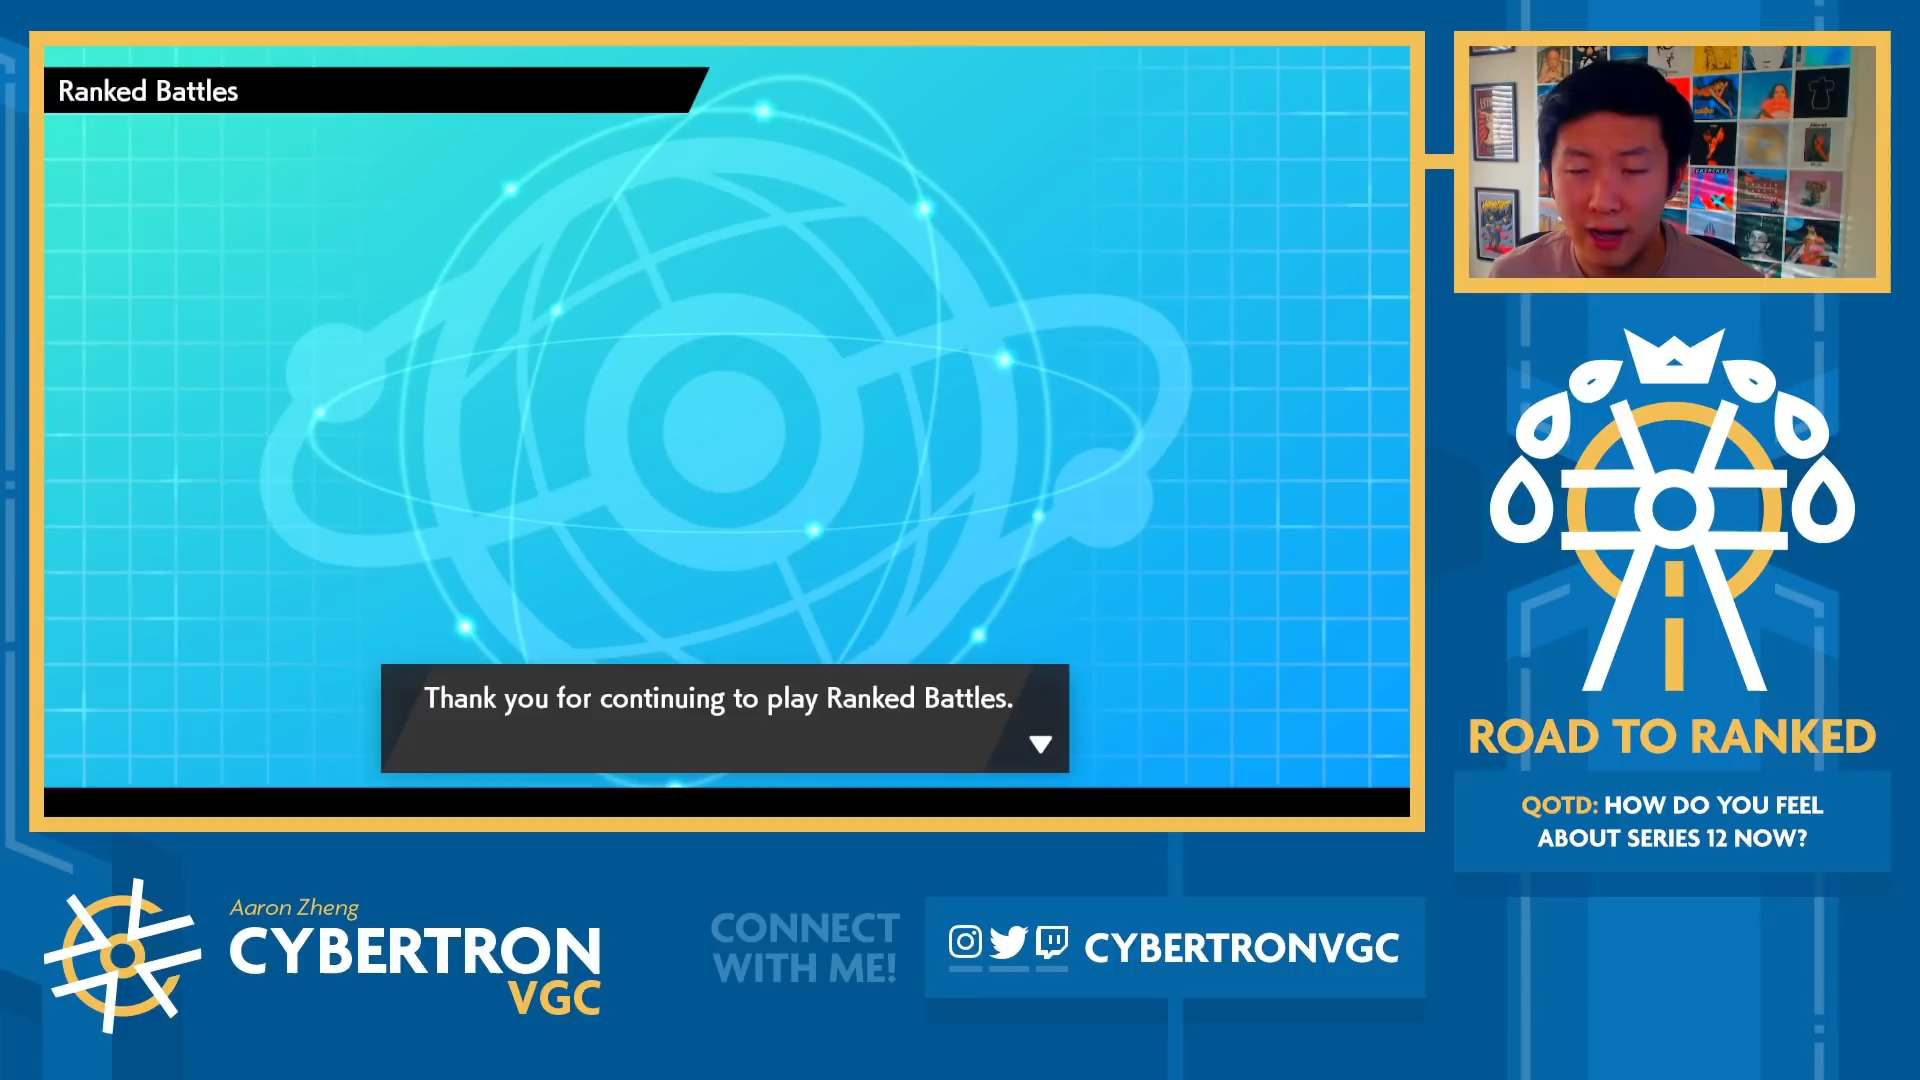 Ranked Battles
Thank you for continuing to play Ranked Battles.
ROAD TO RANKED
QOTD: HOW DO YOU FEEL
ABOUT SERIES 12 NOW?
Aaron Zheng
CYBERTRON
VGC
CONNECT
WITH ME!
CYBERTRONVGC